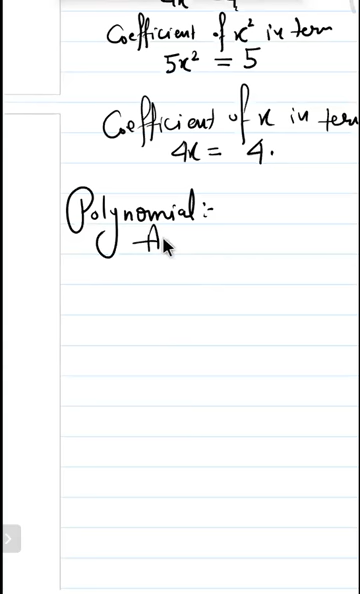 Coefficient of x² in term
5x² = 5
Coefficient of x in term
4x = 4.
Polynomial:-
A